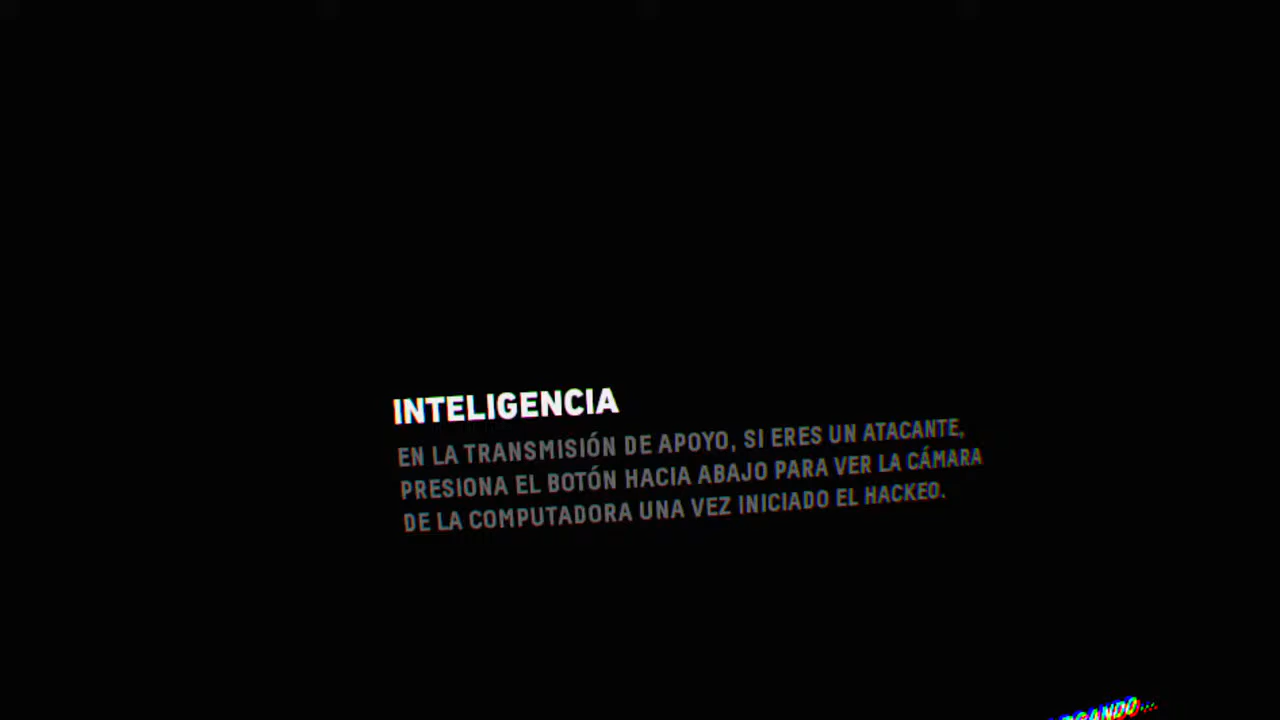 INTELIGENCIA
EN LA TRANSMISIÓN DE APOYO, SI ERES UN ATACANTE,
PRESIONA EL BOTÓN HACIA ABAJO PARA VER LA CÁMARA
DE LA COMPUTADORA UNA VEZ INICIADO EL HACKEO.